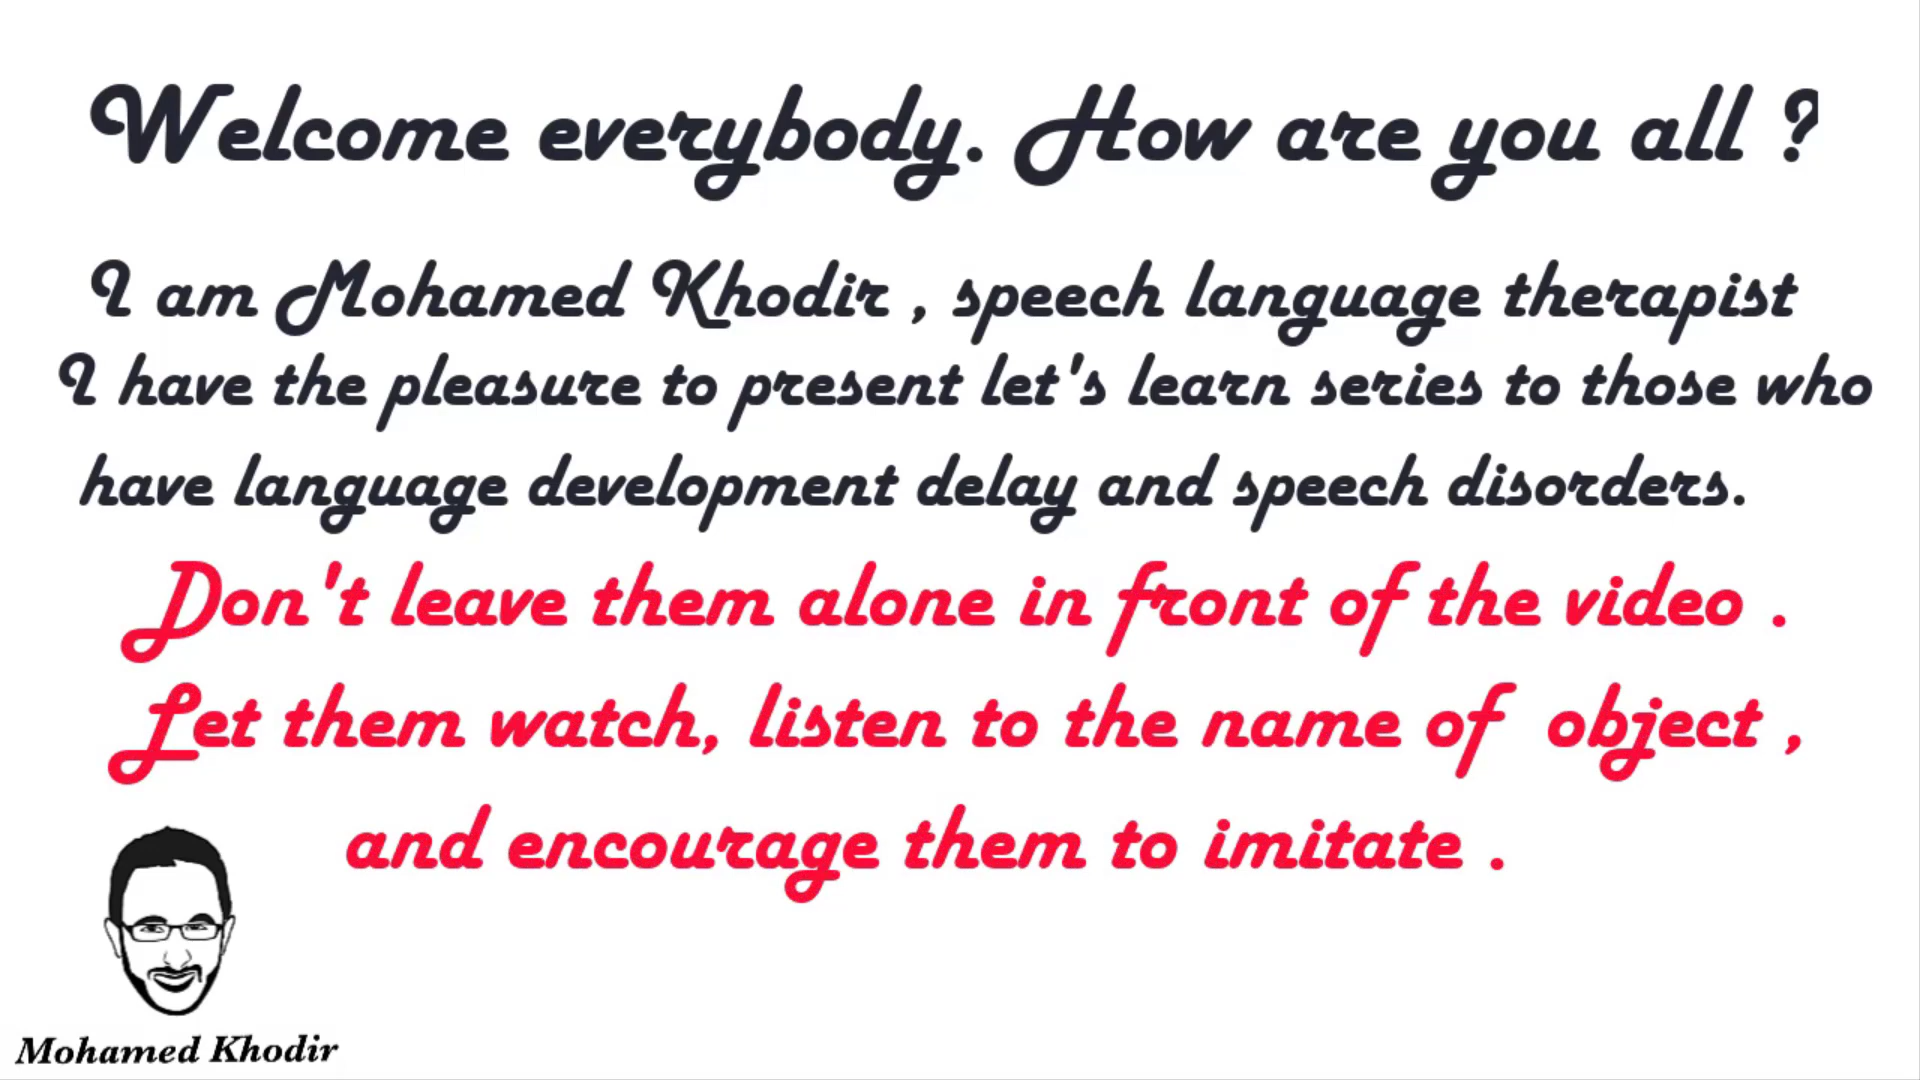 Welcome everybody. How are you all ?
I am Mohamed Khodir , speech language therapist
I have the pleasure to present let's learn series to those who
have language development delay and speech disorders.
Don't leave them alone in front of the video .
Let them watch, listen to the name of object ,
and encourage them to imitate .
Mohamed Khodir